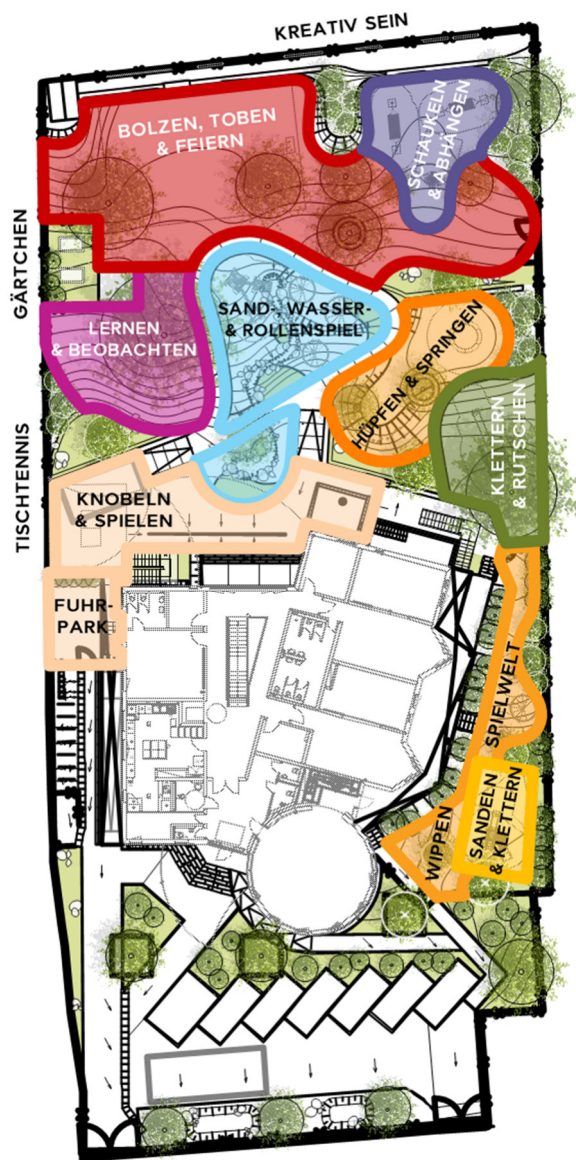 KREATIV SEIN
BOLZEN, TOBEN
& FEIERN
SCHAUKELN
& ABHÄNGEN
GÄRTCHEN
LERNEN
& BEOBACHTEN
SAND-, WASSER-
& ROLLENSPIEL
HÜPFEN & SPRINGEN
KLETTERN
& RUTSCHEN
TISCHTENNIS
KNOBELN
& SPIELEN
FUHR-
PARK
SPIELWELT
WIPPEN
SANDELN
& KLETTERN